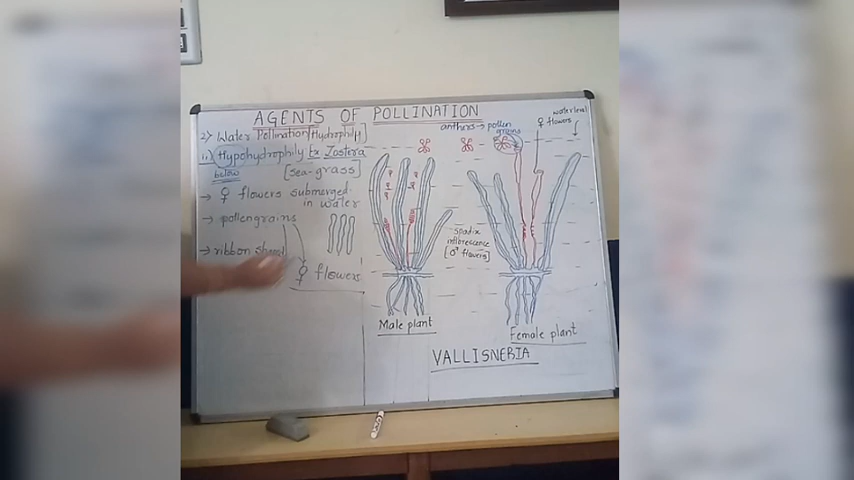 AGENTS OF POLLINATION
2) Water Pollination [Hydrophily]
ii) Hypohydrophily Ex Zostera
below [sea-grass]
→ ♀ flowers submerged
in water
→ pollengrains
→ ribbon
♀ flowers
anthers → pollen
grains
♀ flowers
waterlevel
spadix
inflorescence
[♂ flowers]
Male plant
Female plant
VALLISNERIA